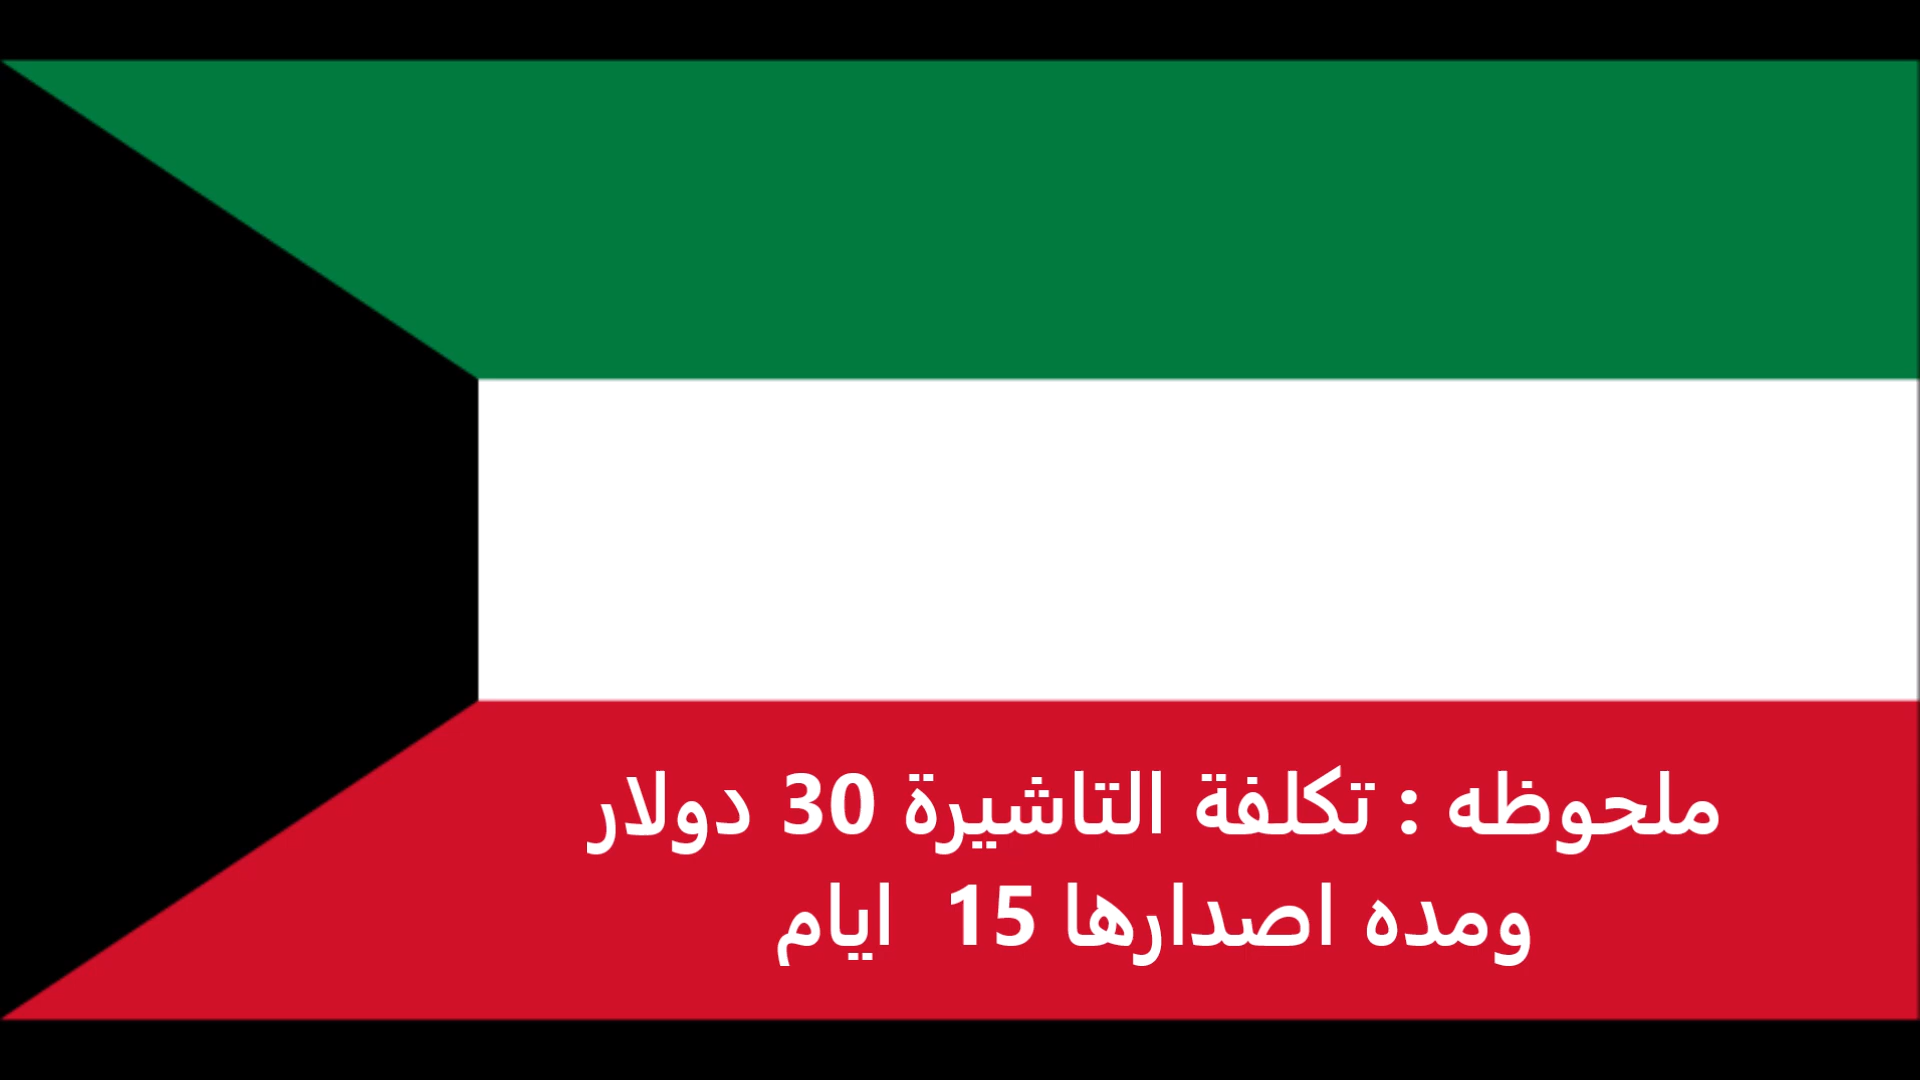 ملحوظه : تكلفة التاشيرة 30 دولار
ومده اصدارها 15 ايام